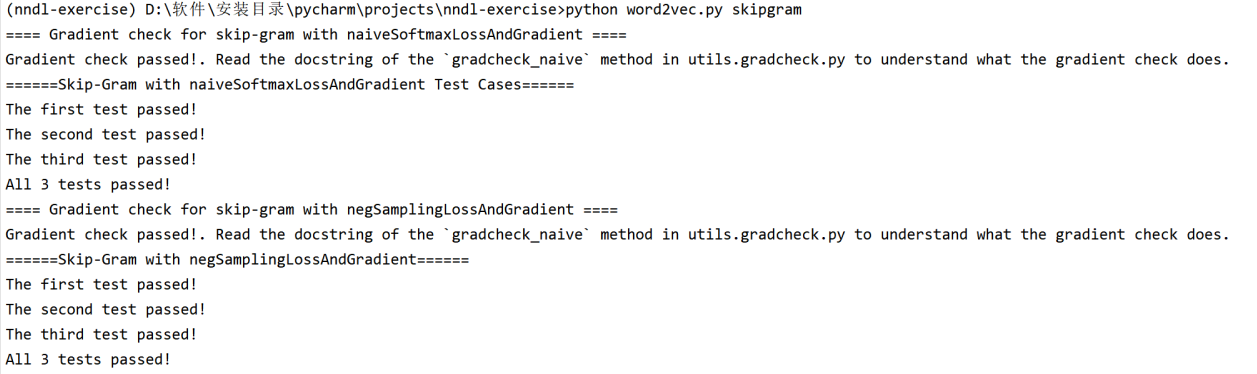 (nndl-exercise) D:\软件\安装目录\pycharm\projects\nndl-exercise>python word2vec.py skipgram
==== Gradient check for skip-gram with naiveSoftmaxLossAndGradient ====
Gradient check passed!. Read the docstring of the `gradcheck_naive` method in utils.gradcheck.py to understand what the gradient check does.
======Skip-Gram with naiveSoftmaxLossAndGradient Test Cases======
The first test passed!
The second test passed!
The third test passed!
All 3 tests passed!
==== Gradient check for skip-gram with negSamplingLossAndGradient ====
Gradient check passed!. Read the docstring of the `gradcheck_naive` method in utils.gradcheck.py to understand what the gradient check does.
======Skip-Gram with negSamplingLossAndGradient======
The first test passed!
The second test passed!
The third test passed!
All 3 tests passed!